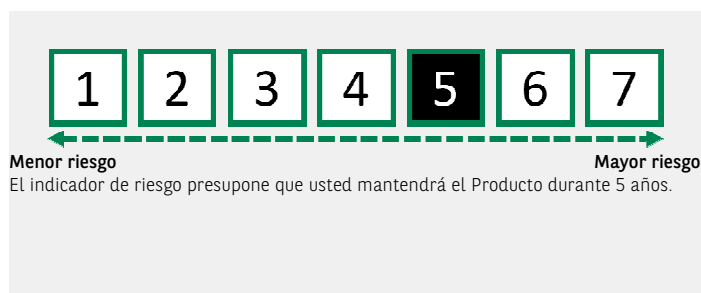 1 2 3 4 5 6 7
Menor riesgo Mayor riesgo
El indicador de riesgo presupone que usted mantendrá el Producto durante 5 años.